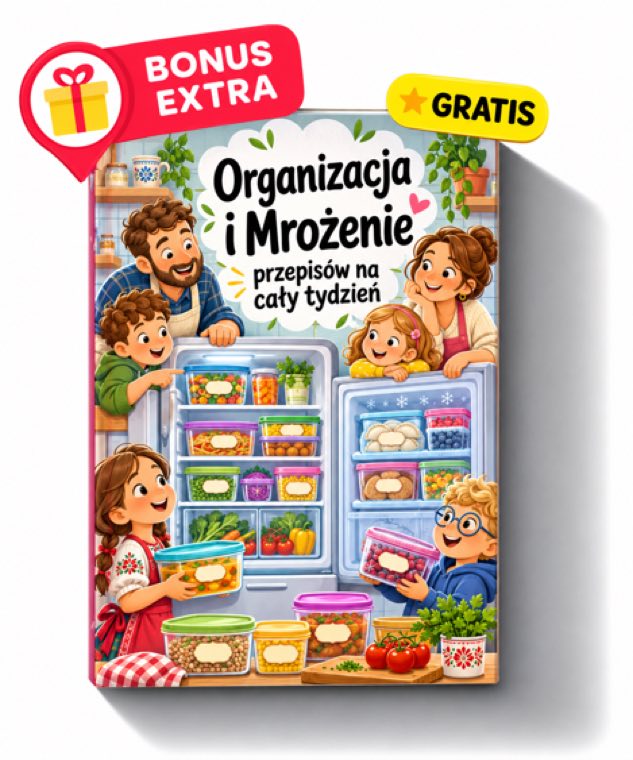 BONUS
EXTRA
GRATIS
Organizacja
i Mrożenie
przepisów na
cały tydzień